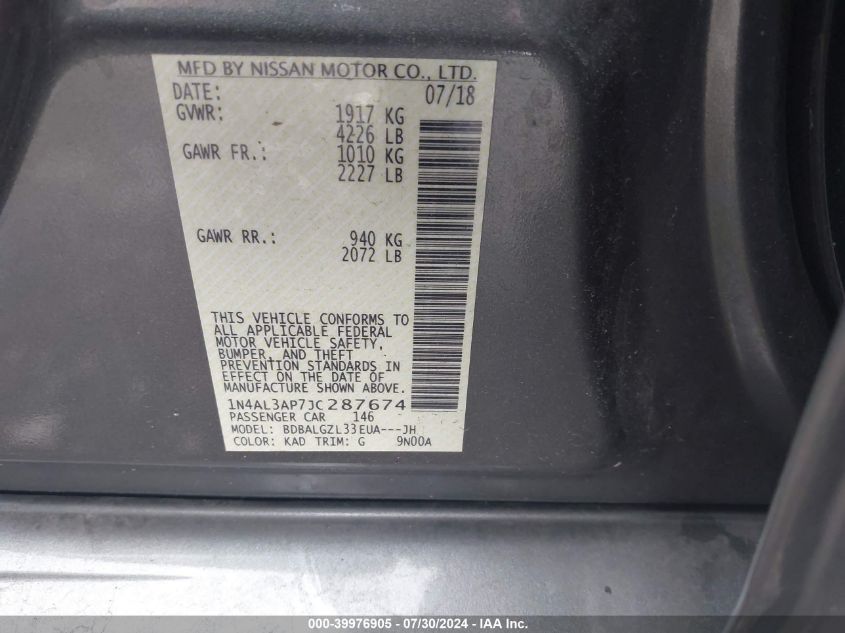 MFD BY NISSAN MOTOR CO., LTD.
DATE: 07/18
GVWR: 1917 KG
4226 LB
GAWR FR.: 1010 KG
2227 LB
GAWR RR.: 940 KG
2072 LB
THIS VEHICLE CONFORMS TO
ALL APPLICABLE FEDERAL
MOTOR VEHICLE SAFETY,
BUMPER, AND THEFT
PREVENTION STANDARDS IN
EFFECT ON THE DATE OF
MANUFACTURE SHOWN ABOVE.
1N4AL3AP7JC287674
PASSENGER CAR 146
MODEL: BDBALGZL33EUA---JH
COLOR: KAD TRIM: G 9N00A
000-39976905 - 07/30/2024 - IAA Inc.